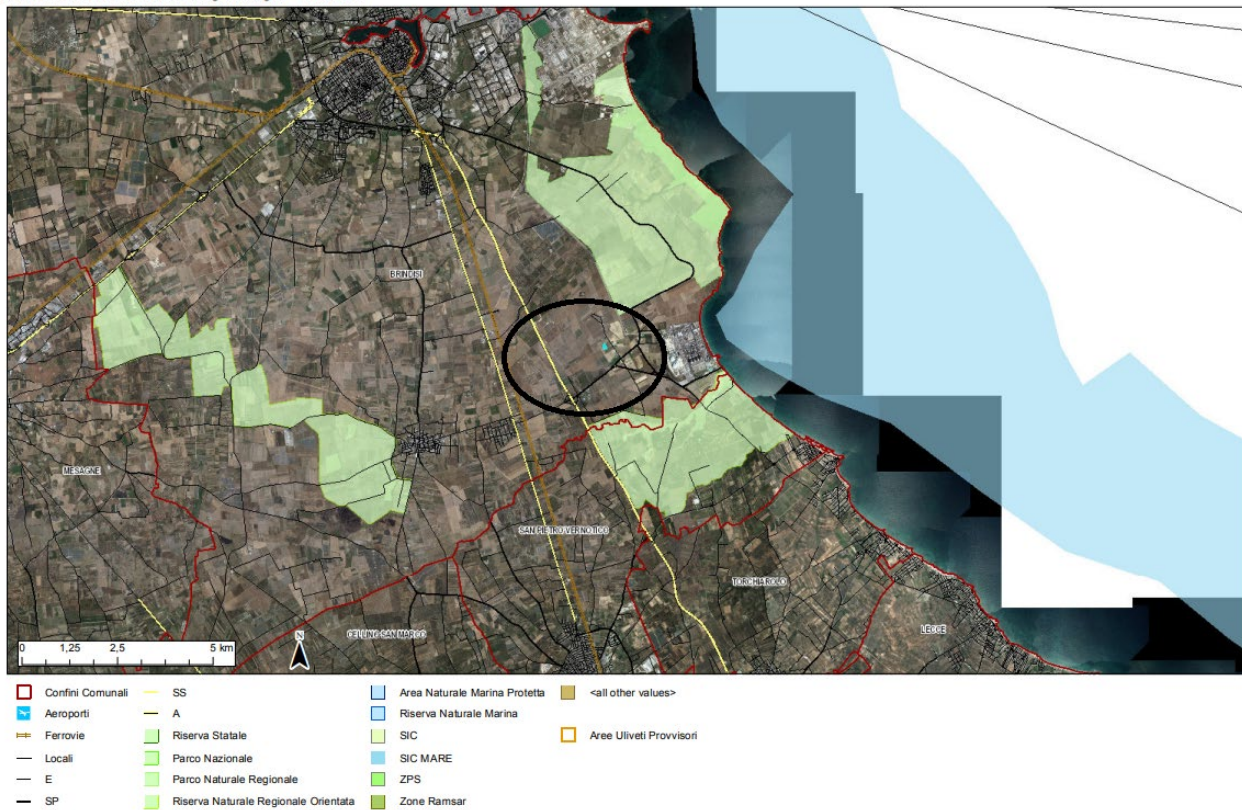 BRINDISI
MESAGNE
SAN PIETRO VERNOTICO
TORCHIAROLO
CELLINO SAN MARCO
LECCE
N
0 1,25 2,5 5 km
Confini Comunali
Aeroporti
Ferrovie
Locali
E
SP
SS
A
Riserva Statale
Parco Nazionale
Parco Naturale Regionale
Riserva Naturale Regionale Orientata
Area Naturale Marina Protetta
Riserva Naturale Marina
SIC
SIC MARE
ZPS
Zone Ramsar
<all other values>
Aree Uliveti Provvisori